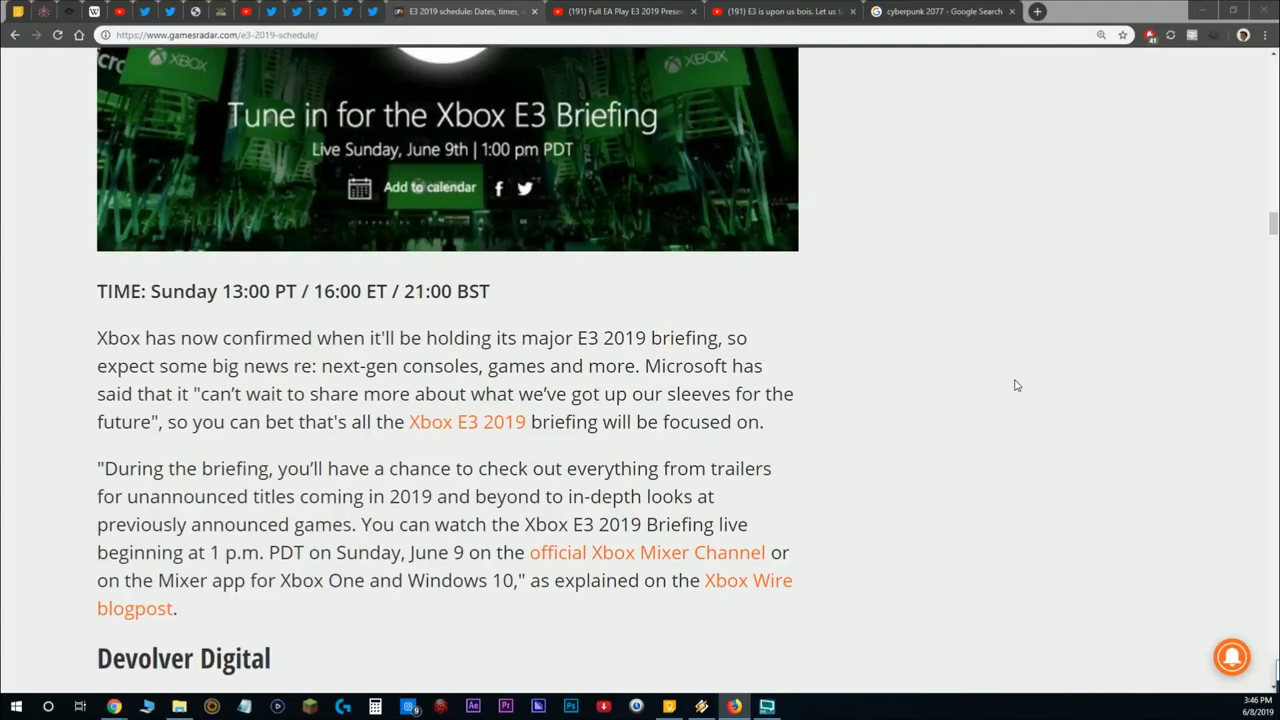 E3 2019 schedule: Dates, times,
(191) Full EA Play E3 2019 Prese
(191) E3 is upon us bois. Let us t
cyberpunk 2077 - Google Search
https://www.gamesradar.com/e3-2019-schedule/
41
XBOX
XBOX
Tune in for the Xbox E3 Briefing
Live Sunday, June 9th | 1:00 pm PDT
Add to calendar
TIME: Sunday 13:00 PT / 16:00 ET / 21:00 BST
Xbox has now confirmed when it'll be holding its major E3 2019 briefing, so
expect some big news re: next-gen consoles, games and more. Microsoft has
said that it "can’t wait to share more about what we’ve got up our sleeves for the
future", so you can bet that's all the Xbox E3 2019 briefing will be focused on.
"During the briefing, you’ll have a chance to check out everything from trailers
for unannounced titles coming in 2019 and beyond to in-depth looks at
previously announced games. You can watch the Xbox E3 2019 Briefing live
beginning at 1 p.m. PDT on Sunday, June 9 on the official Xbox Mixer Channel or
on the Mixer app for Xbox One and Windows 10," as explained on the Xbox Wire
blogpost.
Devolver Digital
3:46 PM
6/8/2019